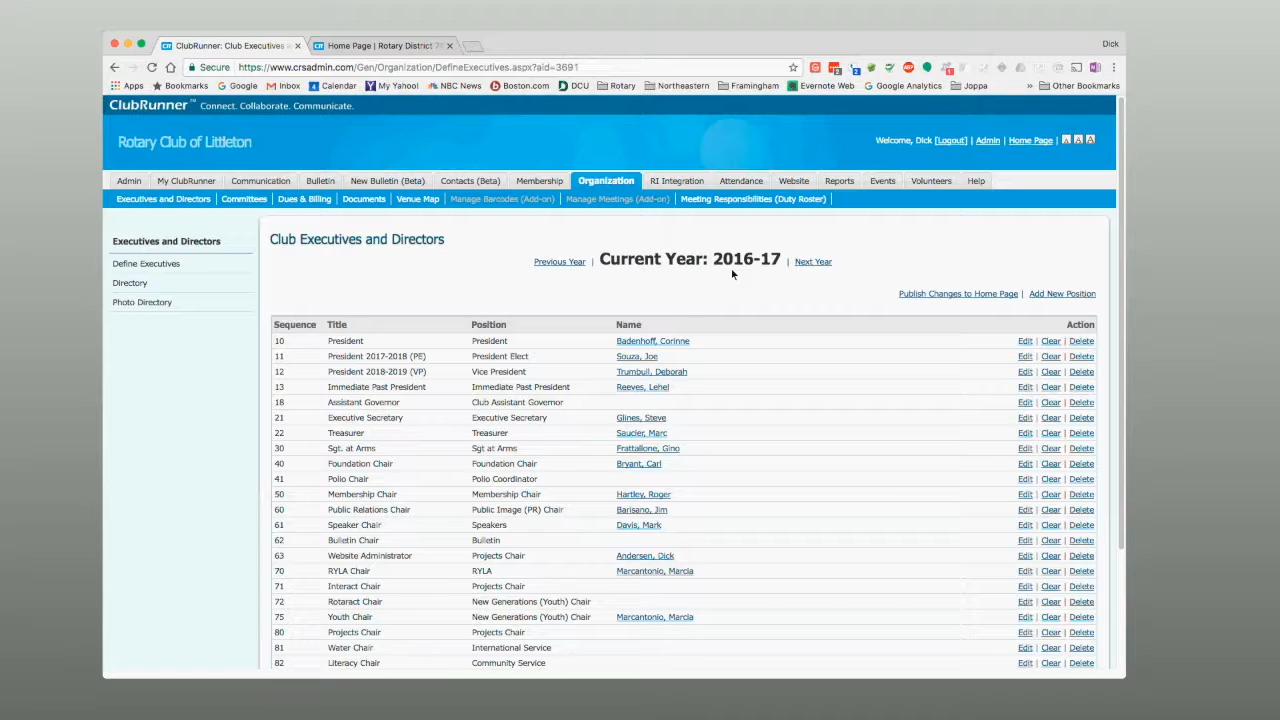 ClubRunner: Club Executives
Home Page | Rotary District 7
Dick
Secure https://www.crsadmin.com/Gen/Organization/DefineExecutives.aspx?aid=3691
Apps Bookmarks Google Inbox Calendar My Yahoo! NBC News Boston.com DCU Rotary Northeastern Framingham Evernote Web Google Analytics Joppa » Other Bookmarks
ClubRunner™ Connect. Collaborate. Communicate.
Rotary Club of Littleton
Welcome, Dick [Logout] | Admin | Home Page | A A A
Admin My ClubRunner Communication Bulletin New Bulletin (Beta) Contacts (Beta) Membership Organization RI Integration Attendance Website Reports Events Volunteers Help
Executives and Directors | Committees | Dues & Billing | Documents | Venue Map | Manage Barcodes (Add-on) | Manage Meetings (Add-on) | Meeting Responsibilities (Duty Roster) |
Executives and Directors
Define Executives
Directory
Photo Directory
Club Executives and Directors
Previous Year | Current Year: 2016-17 | Next Year
Publish Changes to Home Page | Add New Position
Sequence Title Position Name Action
10 President President Badenhoff, Corinne Edit | Clear | Delete
11 President 2017-2018 (PE) President Elect Souza, Joe Edit | Clear | Delete
12 President 2018-2019 (VP) Vice President Trumbull, Deborah Edit | Clear | Delete
13 Immediate Past President Immediate Past President Reeves, Lehel Edit | Clear | Delete
18 Assistant Governor Club Assistant Governor Edit | Clear | Delete
21 Executive Secretary Executive Secretary Glines, Steve Edit | Clear | Delete
22 Treasurer Treasurer Saucier, Marc Edit | Clear | Delete
30 Sgt. at Arms Sgt at Arms Frattallone, Gino Edit | Clear | Delete
40 Foundation Chair Foundation Chair Bryant, Carl Edit | Clear | Delete
41 Polio Chair Polio Coordinator Edit | Clear | Delete
50 Membership Chair Membership Chair Hartley, Roger Edit | Clear | Delete
60 Public Relations Chair Public Image (PR) Chair Barisano, Jim Edit | Clear | Delete
61 Speaker Chair Speakers Davis, Mark Edit | Clear | Delete
62 Bulletin Chair Bulletin Edit | Clear | Delete
63 Website Administrator Projects Chair Andersen, Dick Edit | Clear | Delete
70 RYLA Chair RYLA Marcantonio, Marcia Edit | Clear | Delete
71 Interact Chair Projects Chair Edit | Clear | Delete
72 Rotaract Chair New Generations (Youth) Chair Edit | Clear | Delete
75 Youth Chair New Generations (Youth) Chair Marcantonio, Marcia Edit | Clear | Delete
80 Projects Chair Projects Chair Edit | Clear | Delete
81 Water Chair International Service Edit | Clear | Delete
82 Literacy Chair Community Service Edit | Clear | Delete